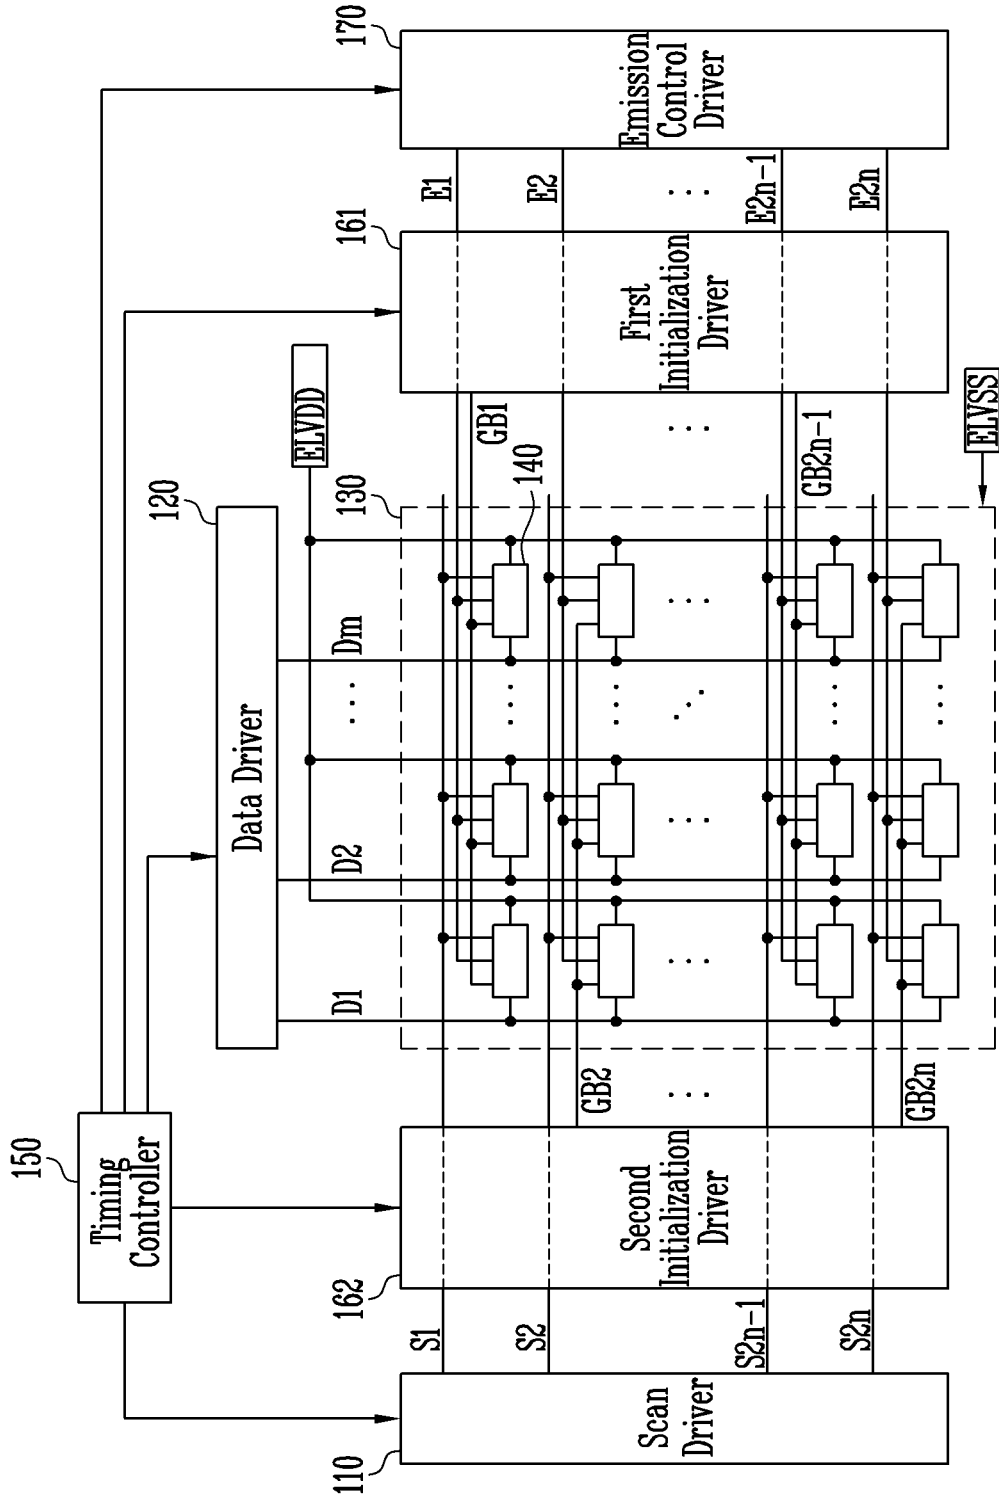 150
Timing
Controller
120
Data Driver
D1
D2
...
Dm
ELVDD
130
140
110
Scan
Driver
S1
S2
S2n-1
S2n
162
Second
Initialization
Driver
GB2
...
GB2n
...
...
...
...
...
...
...
...
GB1
...
GB2n-1
161
First
Initialization
Driver
E1
E2
...
E2n-1
E2n
170
Emission
Control
Driver
ELVSS